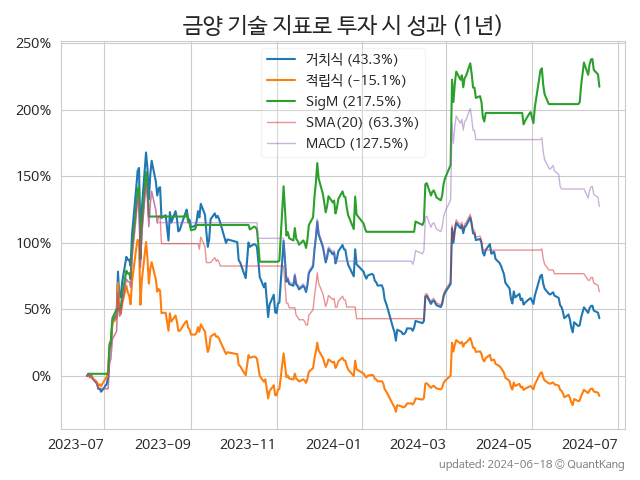 금양 기술 지표로 투자 시 성과 (1년)
250%
200%
150%
100%
50%
0%
거치식 (43.3%)
적립식 (-15.1%)
SigM (217.5%)
SMA(20) (63.3%)
MACD (127.5%)
2023-07
2023-09
2023-11
2024-01
2024-03
2024-05
2024-07
updated: 2024-06-18 © QuantKang